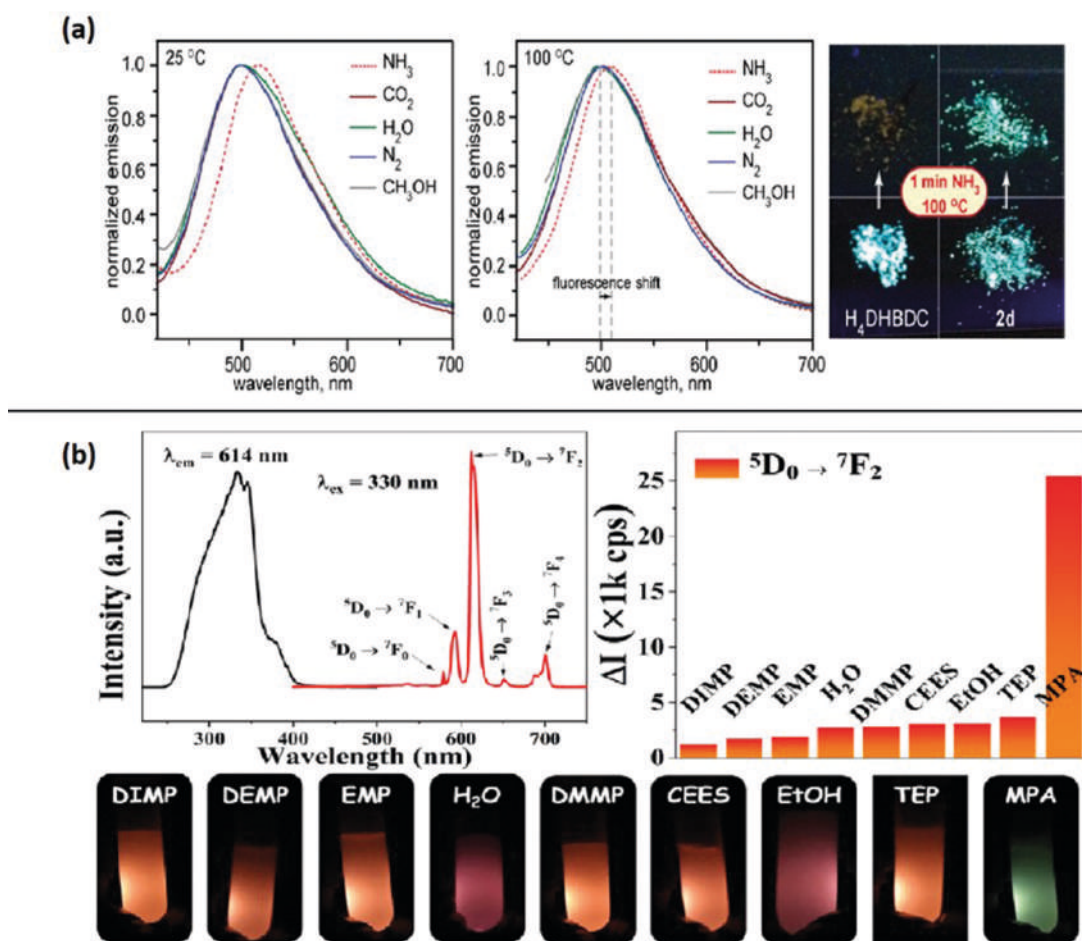 (a)
25 °C
NH3
CO2
H2O
N2
CH3OH
normalized emission
1.0
0.8
0.6
0.4
0.2
0.0
500 600 700
wavelength, nm
100 °C
NH3
CO2
H2O
N2
CH3OH
fluorescence shift
normalized emission
1.0
0.8
0.6
0.4
0.2
0.0
500 600 700
wavelength, nm
1 min NH3
100 °C
H4DHBDC
2d
(b)
λem = 614 nm
λex = 330 nm
5D0 → 7F2
5D0 → 7F1
5D0 → 7F0
5D0 → 7F3
5D0 → 7F4
Intensity (a.u.)
300 400 500 600 700
Wavelength (nm)
5D0 → 7F2
ΔI (×1k cps)
25
20
15
10
5
0
DIMP DEMP EMP H2O DMMP CEES EtOH TEP MPA
DIMP DEMP EMP H2O DMMP CEES EtOH TEP MPA